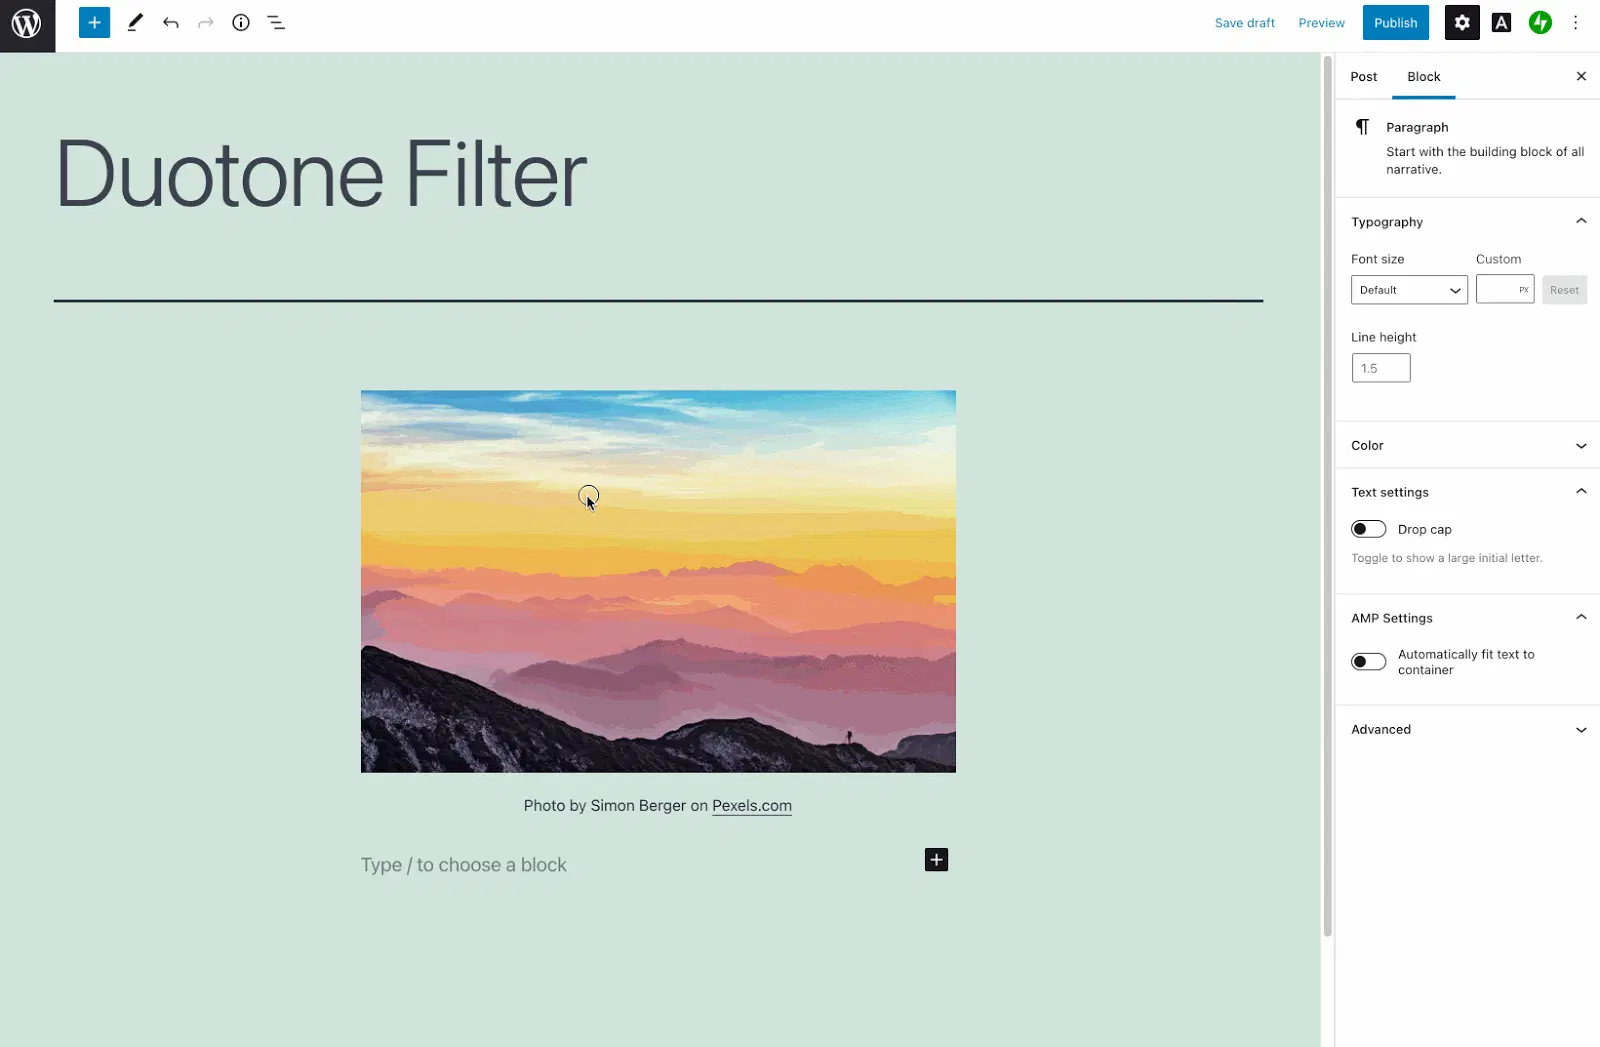 Save draft
Preview
Publish
A
Duotone Filter
Photo by Simon Berger on Pexels.com
Type / to choose a block
Post
Block
Paragraph
Start with the building block of all
narrative.
Typography
Font size
Custom
Default
PX
Reset
Line height
1.5
Color
Text settings
Drop cap
Toggle to show a large initial letter.
AMP Settings
Automatically fit text to
container
Advanced